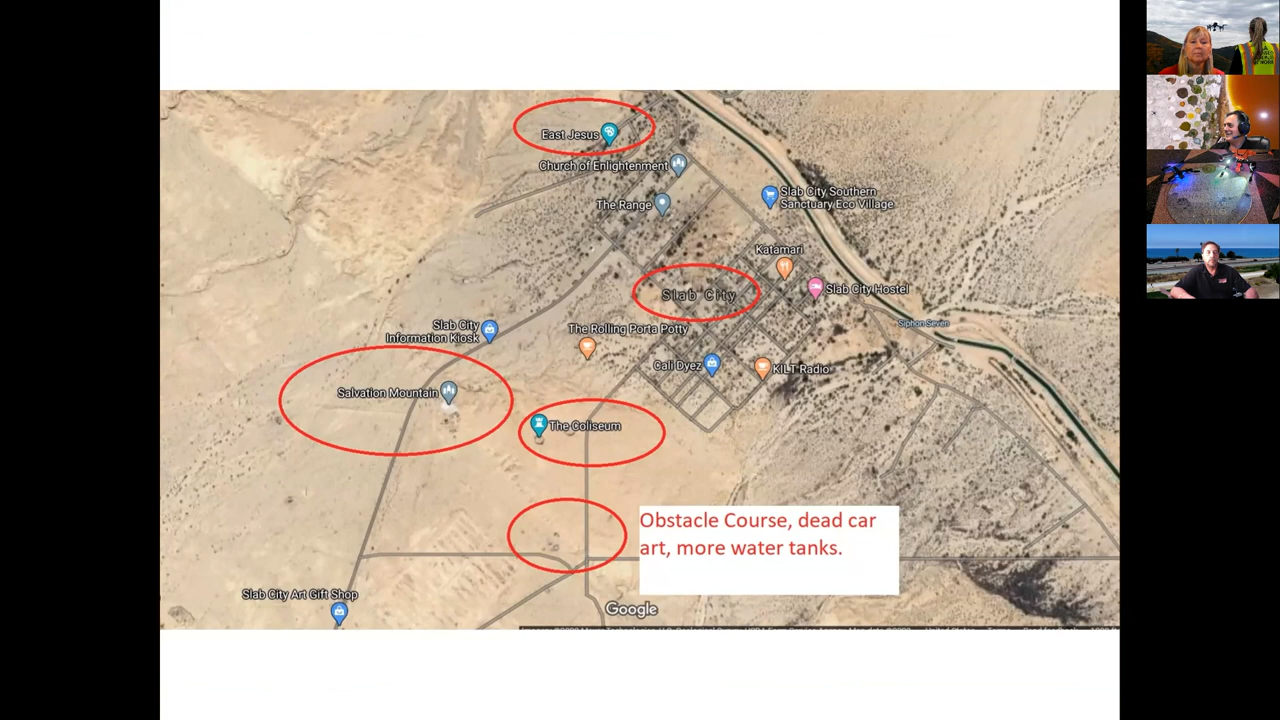 East Jesus
Church of Enlightenment
The Range
Slab City Southern
Sanctuary Eco Village
Katamari
Slab City
Slab City Hostel
Slab City
Information Kiosk
The Rolling Porta Potty
Siphon Seven
Cali Dyez
KILT Radio
Salvation Mountain
The Coliseum
Obstacle Course, dead car
art, more water tanks.
Slab City Art Gift Shop
Google